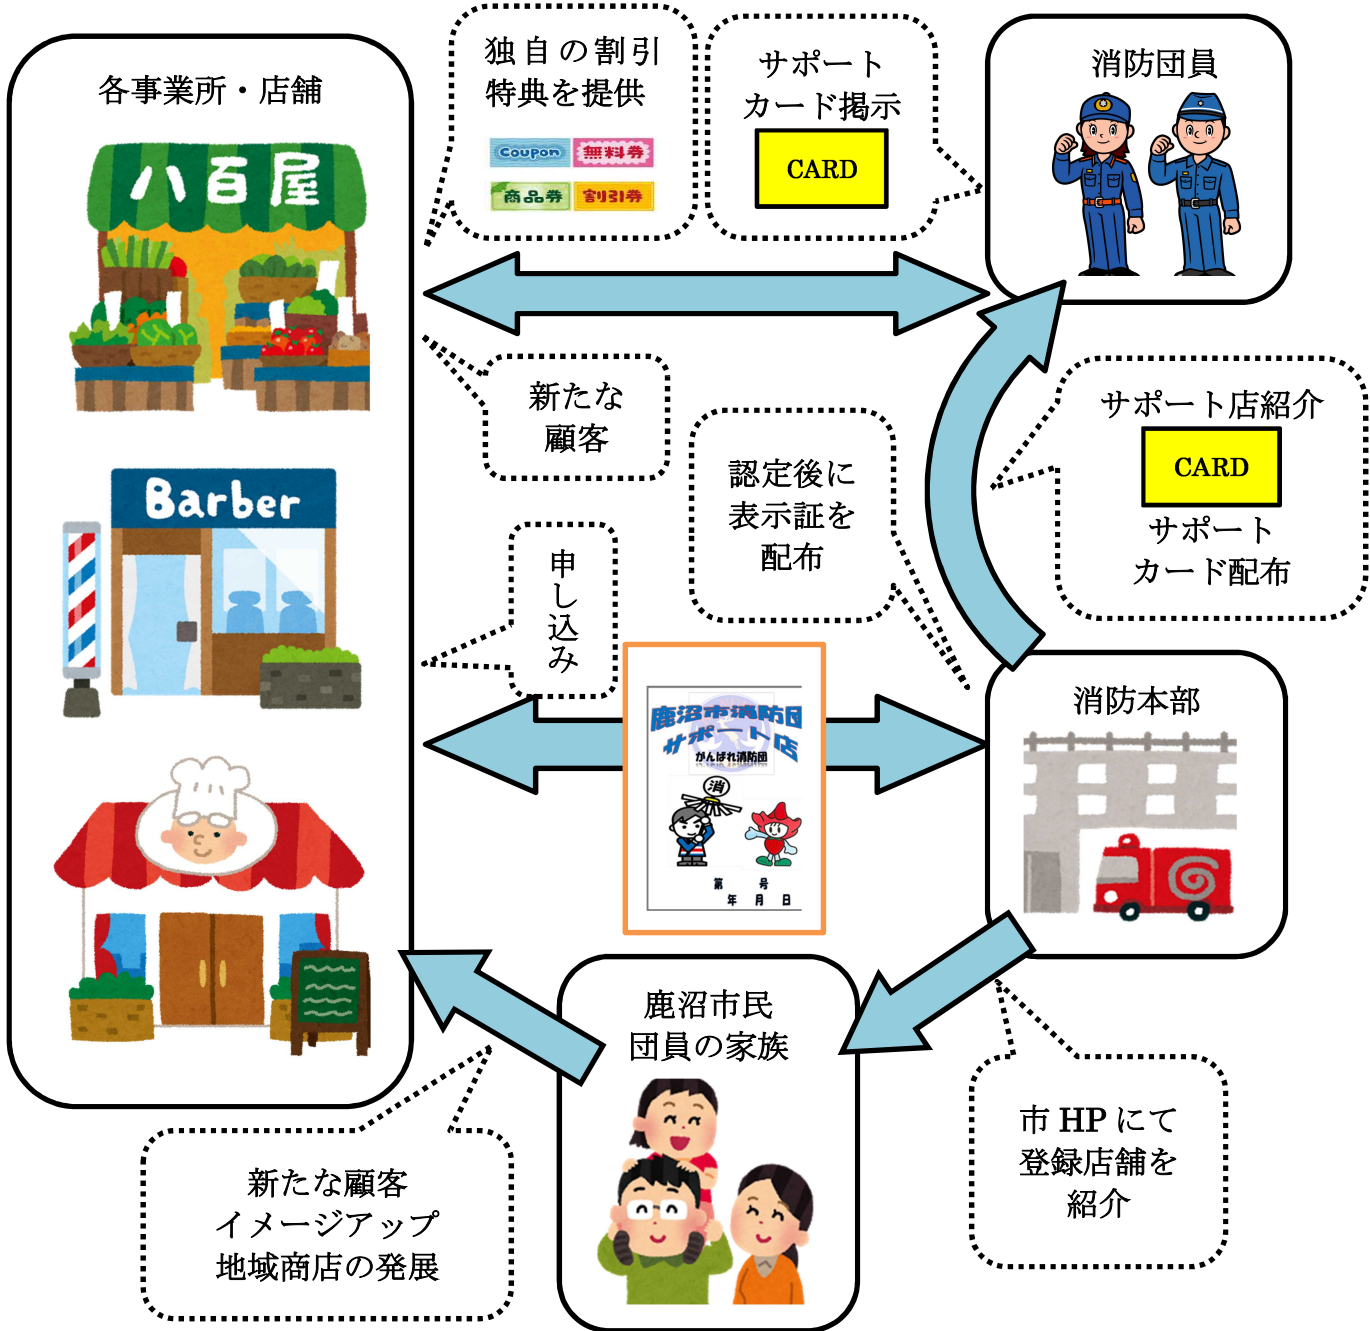 各事業所・店舗
八百屋
Barber
独自の割引
特典を提供
Coupon
無料券
商品券
割引券
サポート
カード掲示
CARD
消防団員
新たな
顧客
サポート店紹介
CARD
サポート
カード配布
認定後に
表示証を
配布
申し込み
鹿沼市消防団
サポート店
がんばれ消防団
消
第 号
年 月 日
消防本部
鹿沼市民
団員の家族
市 HP にて
登録店舗を
紹介
新たな顧客
イメージアップ
地域商店の発展